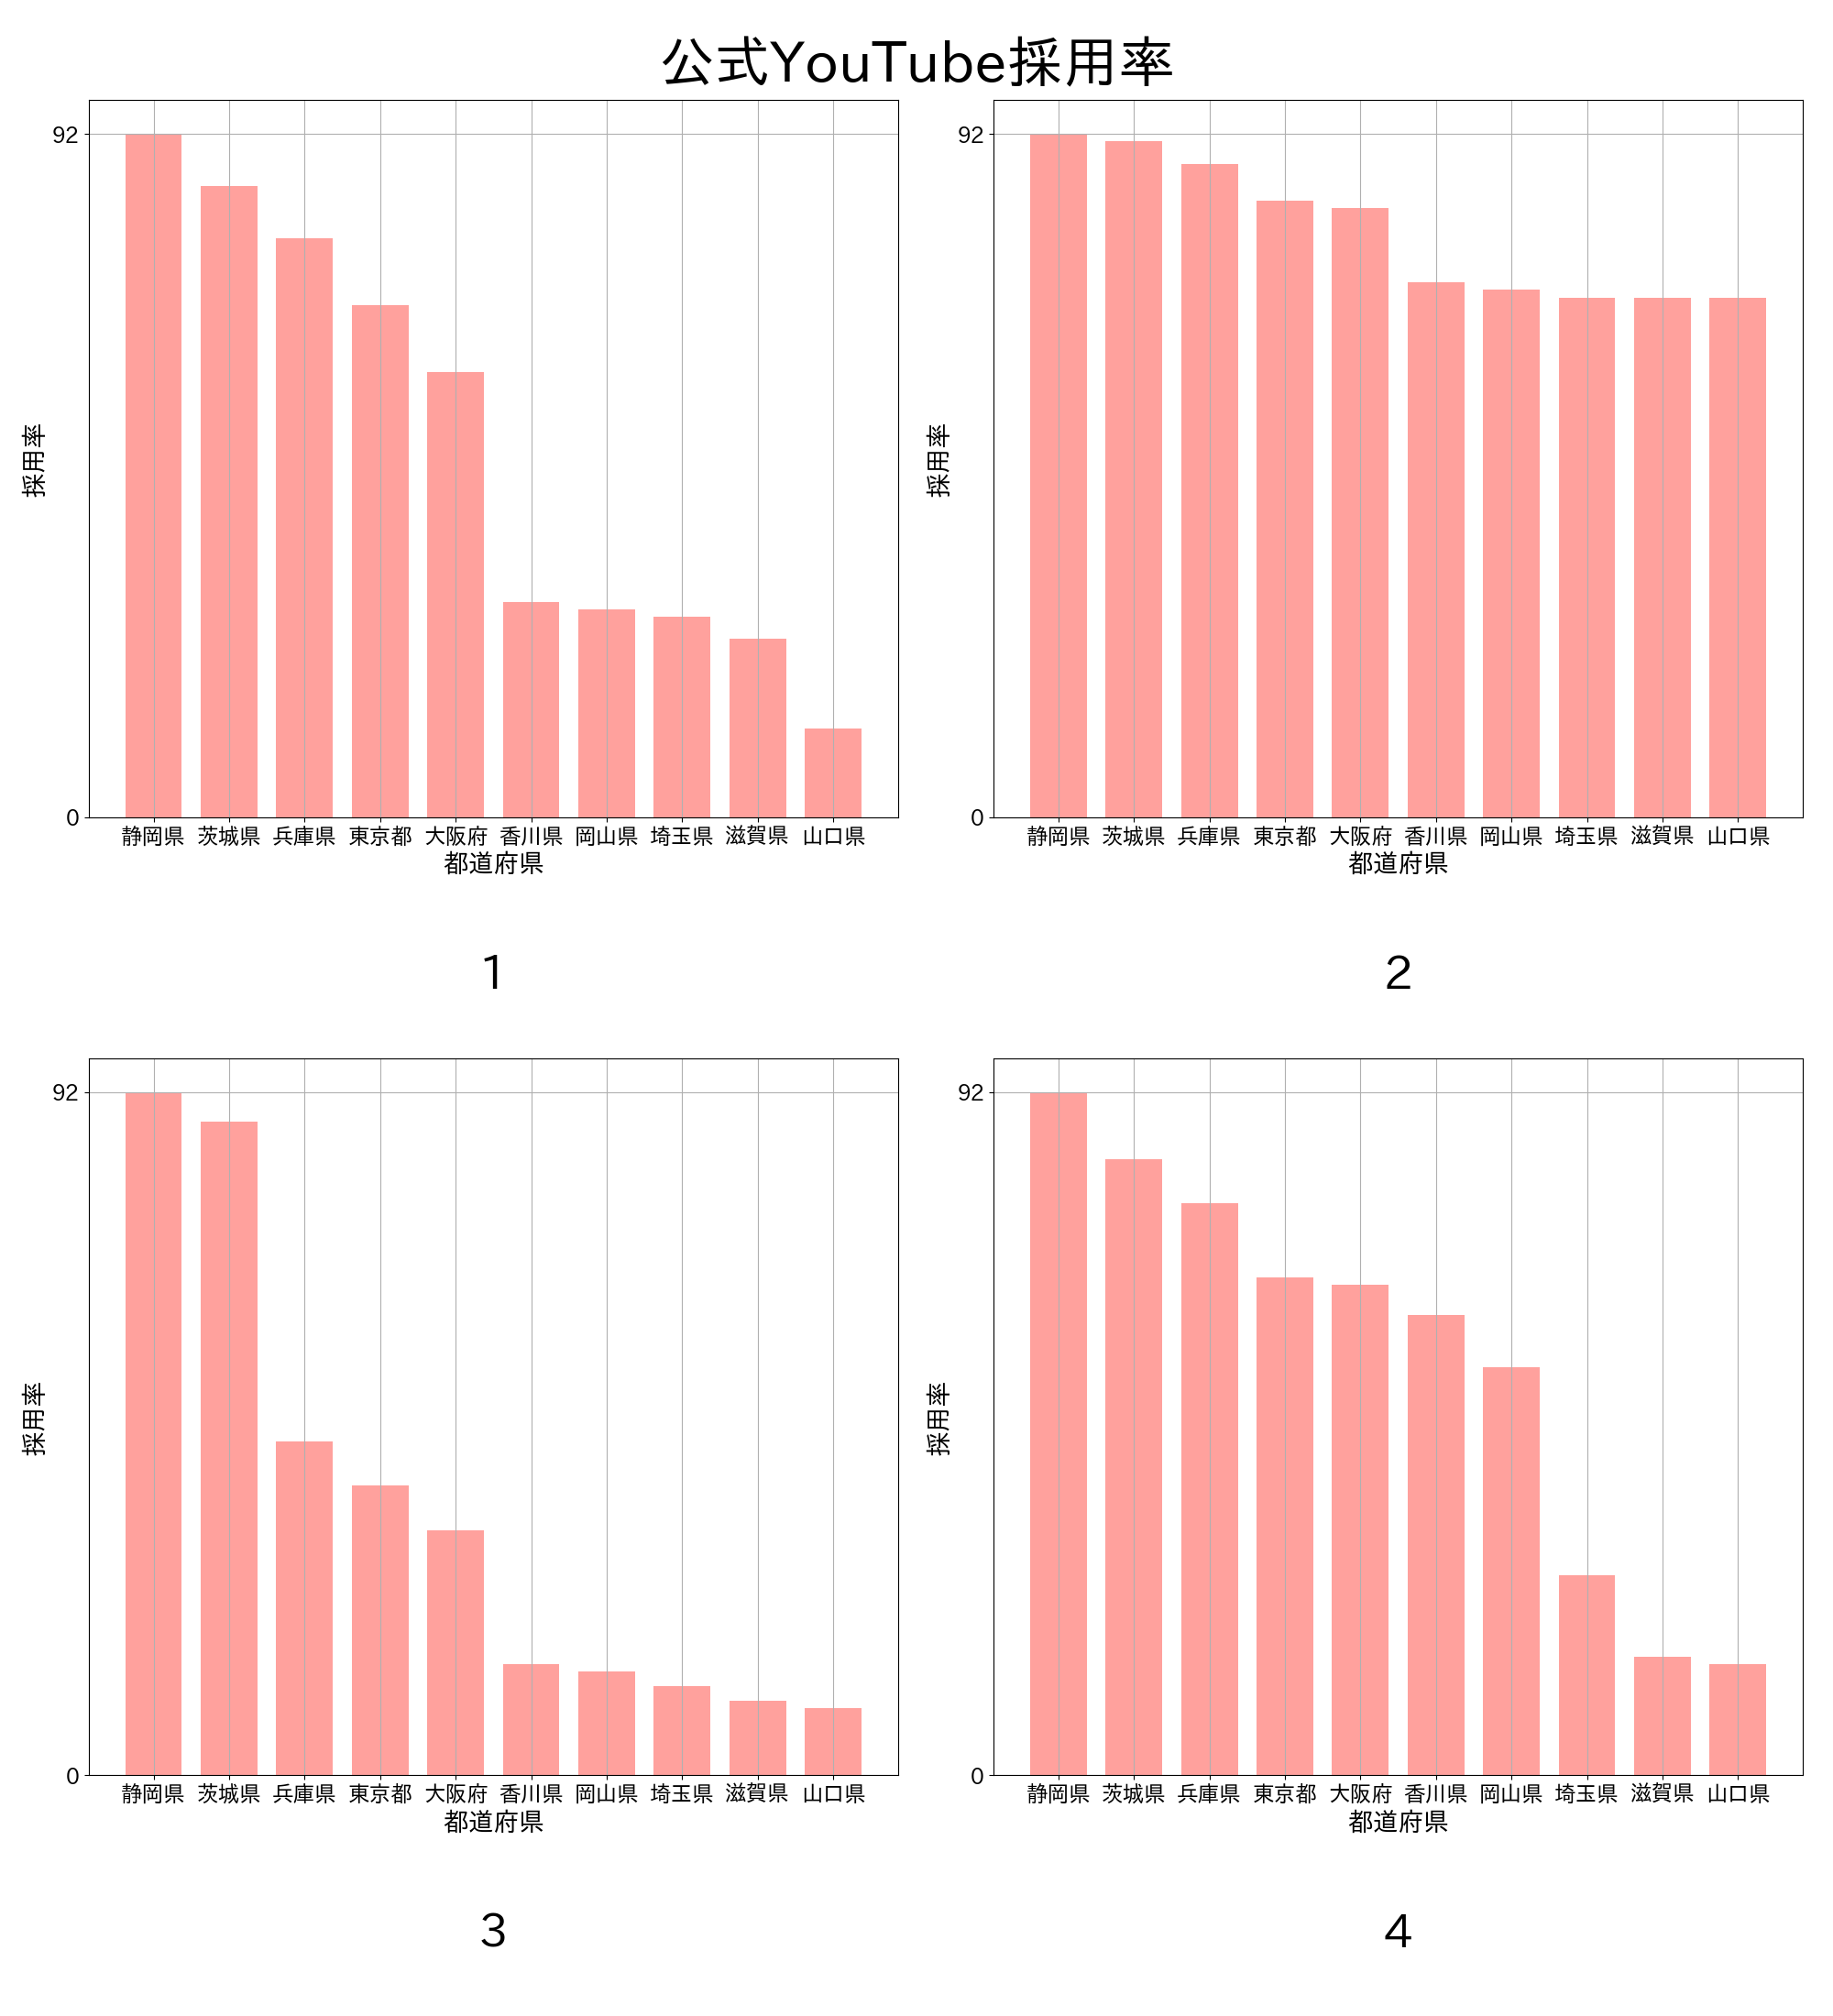 公式YouTube採用率
92
採用率
0
静岡県 茨城県 兵庫県 東京都 大阪府 香川県 岡山県 埼玉県 滋賀県 山口県
都道府県
1
92
採用率
0
静岡県 茨城県 兵庫県 東京都 大阪府 香川県 岡山県 埼玉県 滋賀県 山口県
都道府県
2
92
採用率
0
静岡県 茨城県 兵庫県 東京都 大阪府 香川県 岡山県 埼玉県 滋賀県 山口県
都道府県
3
92
採用率
0
静岡県 茨城県 兵庫県 東京都 大阪府 香川県 岡山県 埼玉県 滋賀県 山口県
都道府県
4